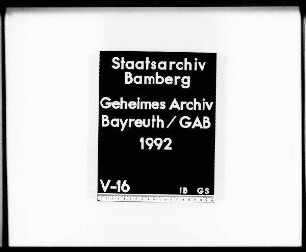 Staatsarchiv
Bamberg
Geheimes Archiv
Bayreuth / GAB
1992
V-16 IB GS